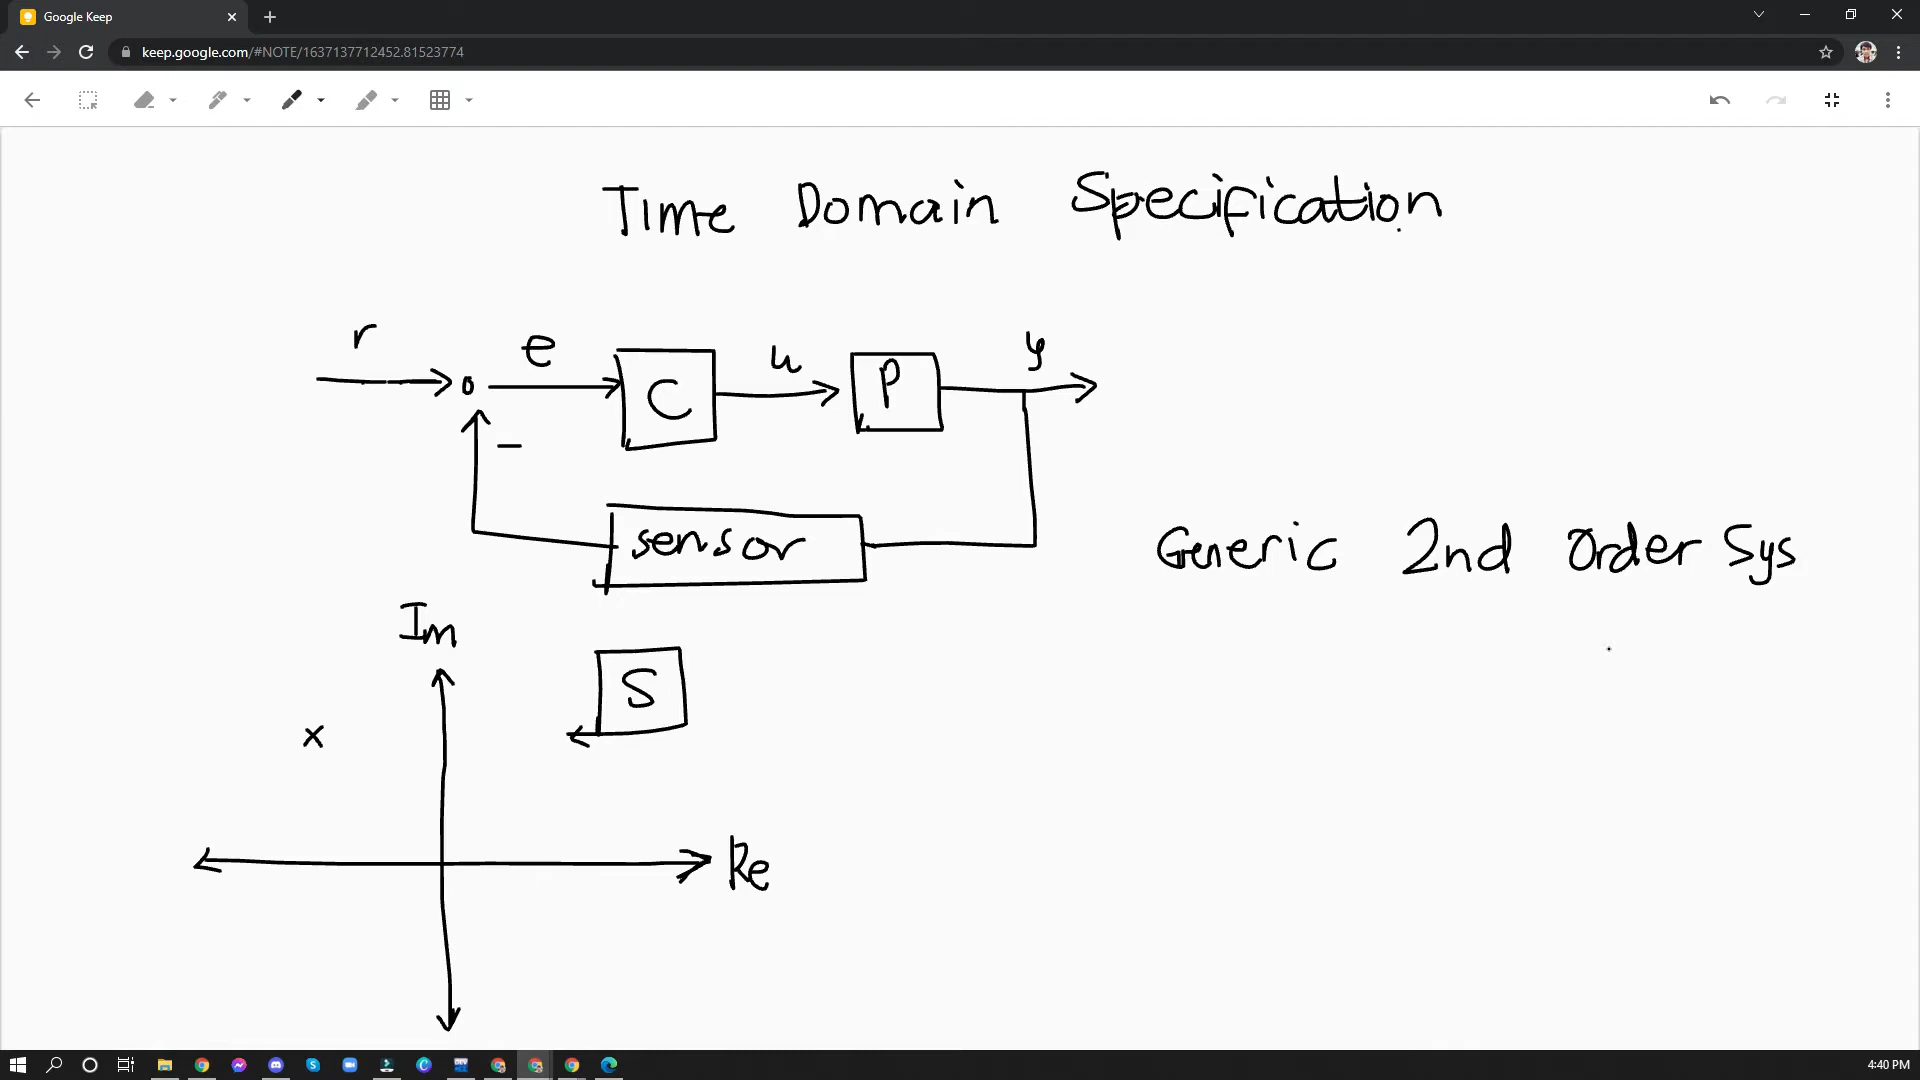 Google Keep
keep.google.com/#NOTE/1637137712452.81523774
Time Domain Specification
r e C u P y
-
sensor
Generic 2nd Order Sys
Im
S
x
Re
4:40 PM